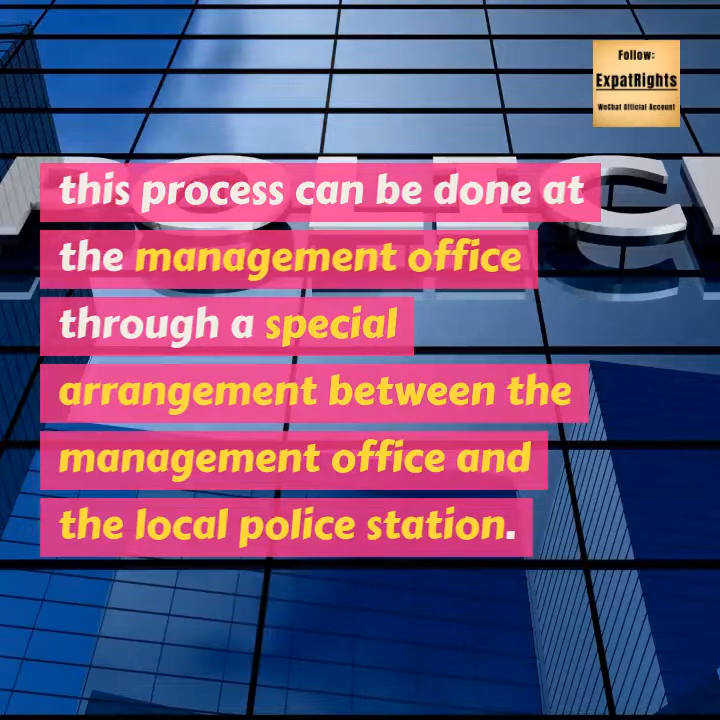 Follow:
ExpatRights
WeChat Official Account
POLICE
this process can be done at
the management office
through a special
arrangement between the
management office and
the local police station.